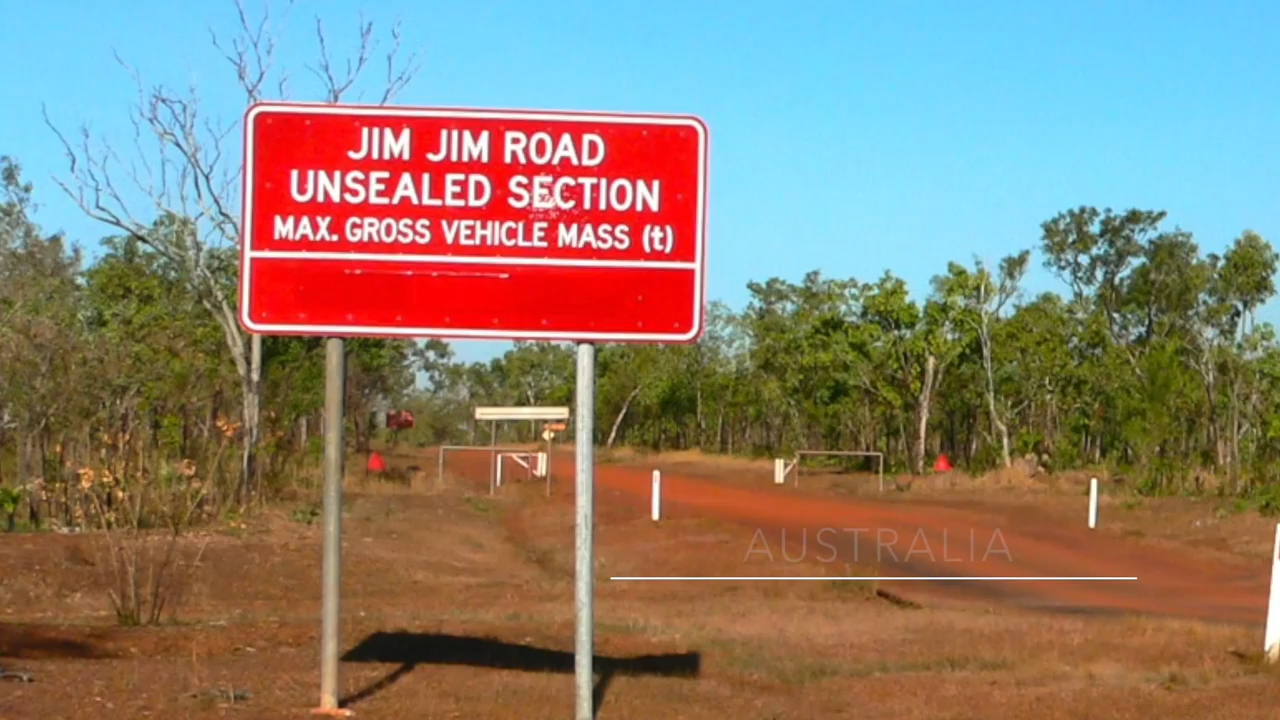 JIM JIM ROAD
UNSEALED SECTION
MAX. GROSS VEHICLE MASS (t)
AUSTRALIA